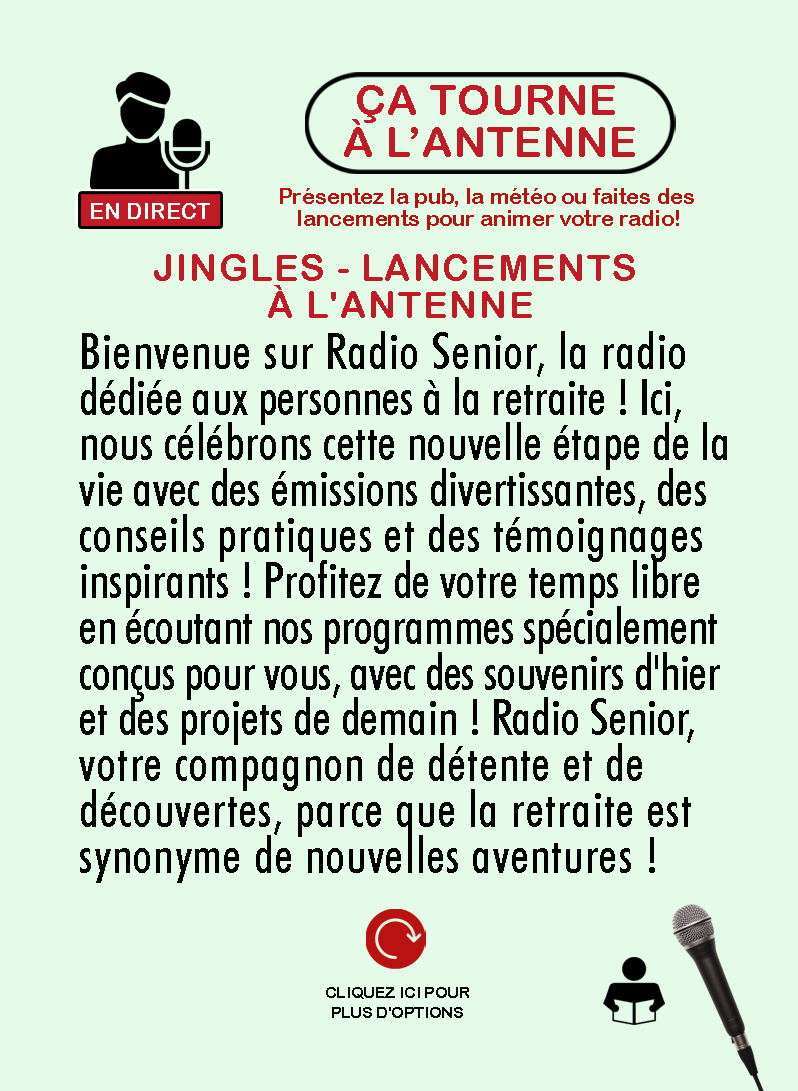 ÇA TOURNE
À L’ANTENNE
EN DIRECT
Présentez la pub, la météo ou faites des
lancements pour animer votre radio!
JINGLES - LANCEMENTS
À L'ANTENNE
Bienvenue sur Radio Senior, la radio
dédiée aux personnes à la retraite ! Ici,
nous célébrons cette nouvelle étape de la
vie avec des émissions divertissantes, des
conseils pratiques et des témoignages
inspirants ! Profitez de votre temps libre
en écoutant nos programmes spécialement
conçus pour vous, avec des souvenirs d'hier
et des projets de demain ! Radio Senior,
votre compagnon de détente et de
découvertes, parce que la retraite est
synonyme de nouvelles aventures !
CLIQUEZ ICI POUR
PLUS D'OPTIONS